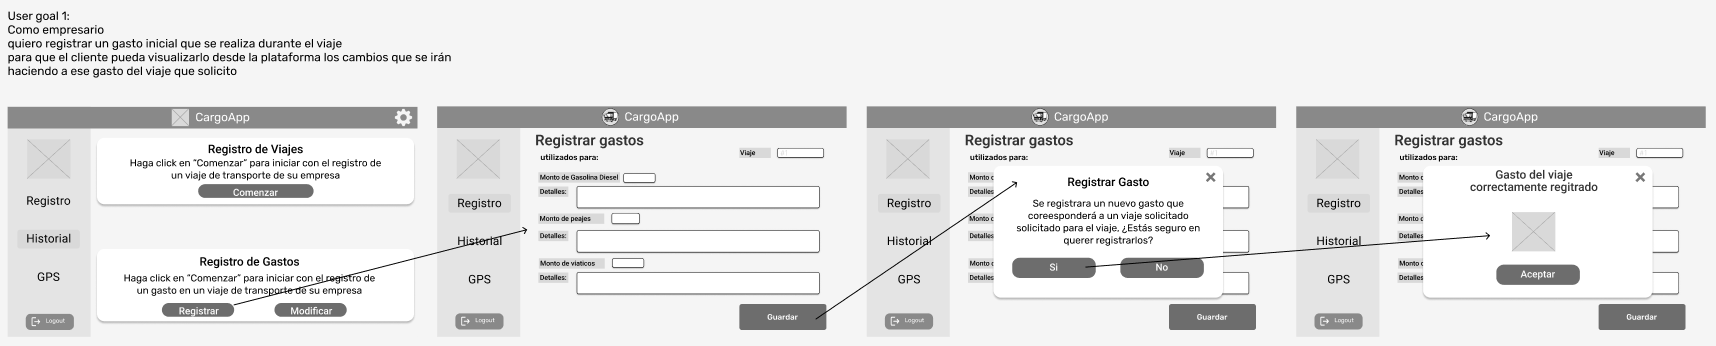 User goal 1:
Como empresario
quiero registrar un gasto inicial que se realiza durante el viaje
para que el cliente pueda visualizarlo desde la plataforma los cambios que se irán
haciendo a ese gasto del viaje que solicito
CargoApp
Registro
Historial
GPS
Logout
Registro de Viajes
Haga click en “Comenzar” para iniciar con el registro de
un viaje de transporte de su empresa
Comenzar
Registro de Gastos
Haga click en “Comenzar” para iniciar con el registro de
un gasto en un viaje de transporte de su empresa
Registrar
Modificar
CargoApp
Registro
Historial
GPS
Logout
Registrar gastos
utilizados para:
Viaje
Monto de Gasolina Diesel
Detalles:
Monto de peajes
Detalles:
Monto de viaticos
Detalles:
Guardar
CargoApp
Registro
Historial
GPS
Logout
Registrar gastos
utilizados para:
Viaje
Monto d
Detalles
Monto d
Detalles
Monto d
Detalles
Registrar Gasto
Se registrara un nuevo gasto que
coreesponderá a un viaje solicitado
solicitado para el viaje, ¿Estás seguro en
querer registrarlos?
Si
No
Guardar
CargoApp
Registro
Historial
GPS
Logout
Registrar gastos
utilizados para:
Viaje
Monto d
Detalles
Monto d
Detalles
Monto d
Detalles
Gasto del viaje
correctamente regitrado
Aceptar
Guardar